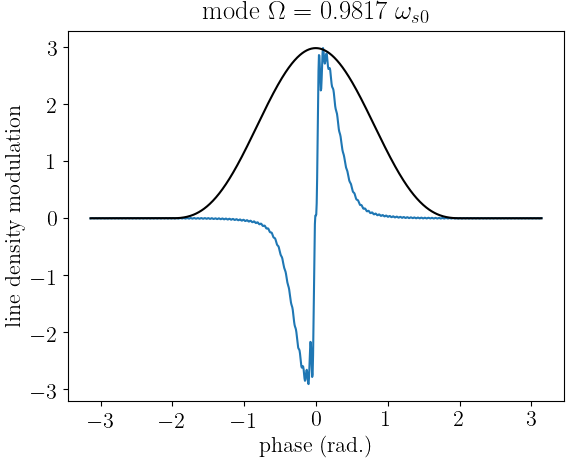 mode Ω = 0.9817 ω_{s0}
line density modulation
3
2
1
0
−1
−2
−3
−3 −2 −1 0 1 2 3
phase (rad.)